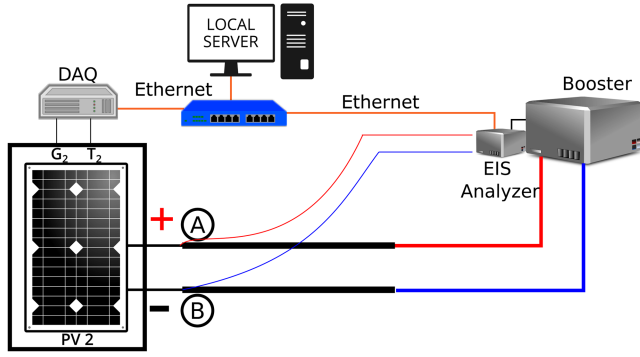 LOCAL
SERVER
DAQ
Ethernet
Ethernet
Booster
G₂ T₂
EIS
Analyzer
+ A
− B
PV 2